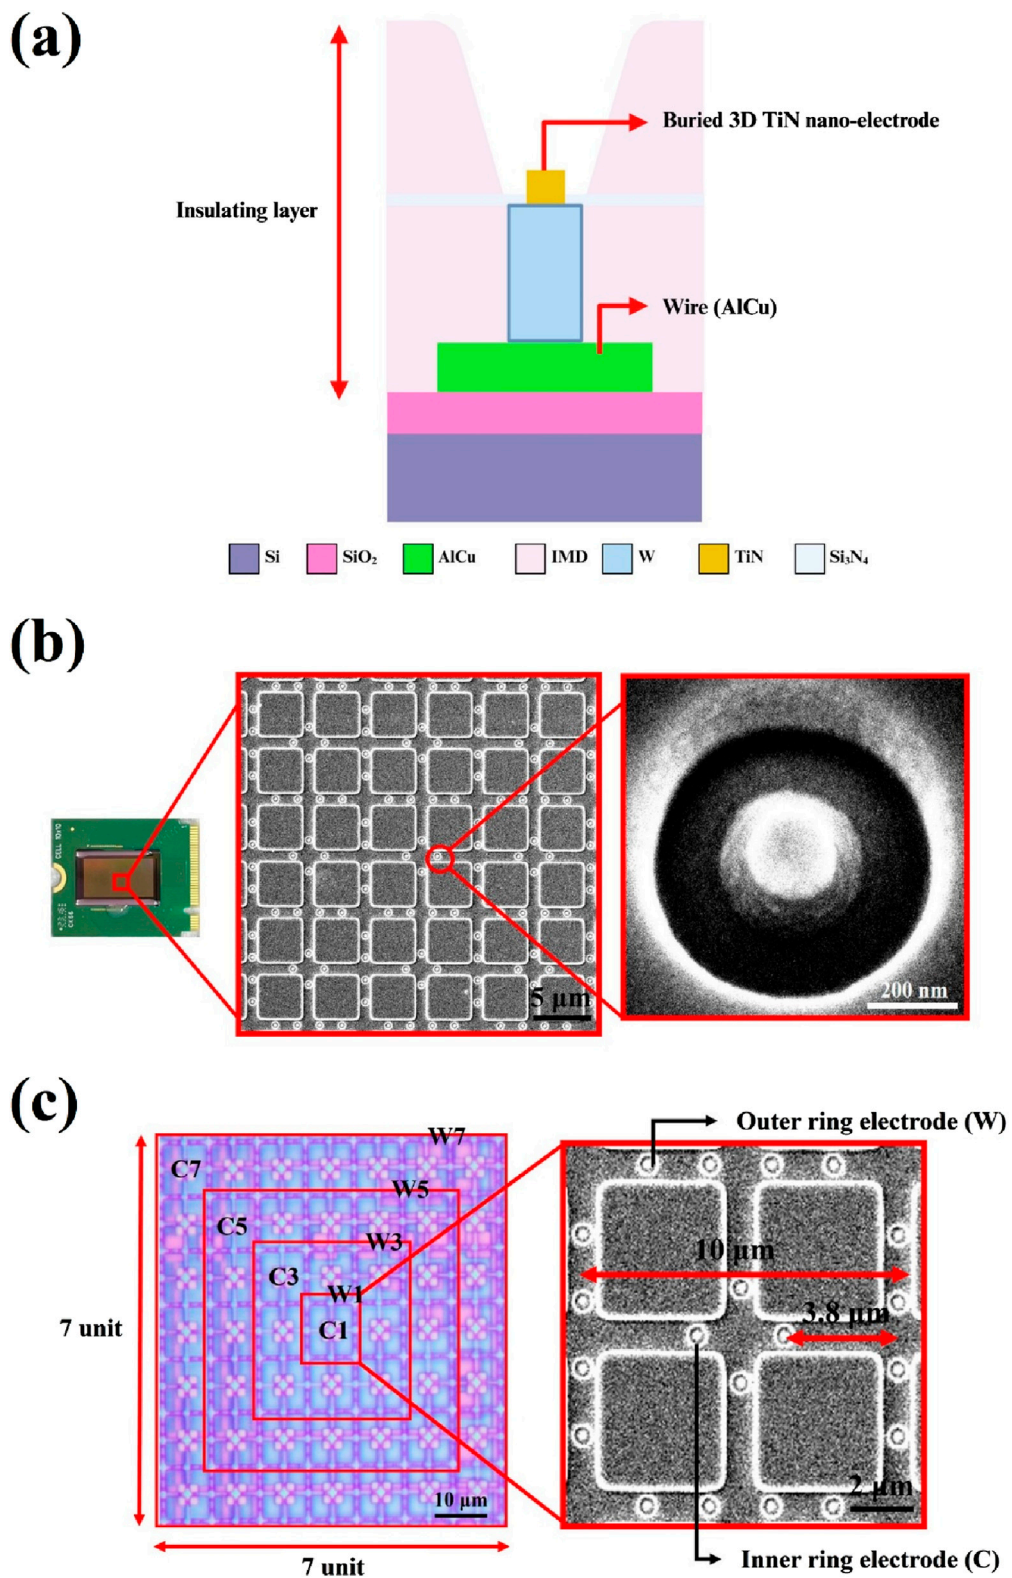 (a)
Buried 3D TiN nano-electrode
Insulating layer
Wire (AlCu)
Si SiO₂ AlCu IMD W TiN Si₃N₄
(b)
CELL 10x10
5 μm
200 nm
(c)
Outer ring electrode (W)
W7
C7
W5
C5
W3
C3
W1
C1
10 μm
3.8 μm
7 unit
10 μm
2 μm
7 unit
Inner ring electrode (C)